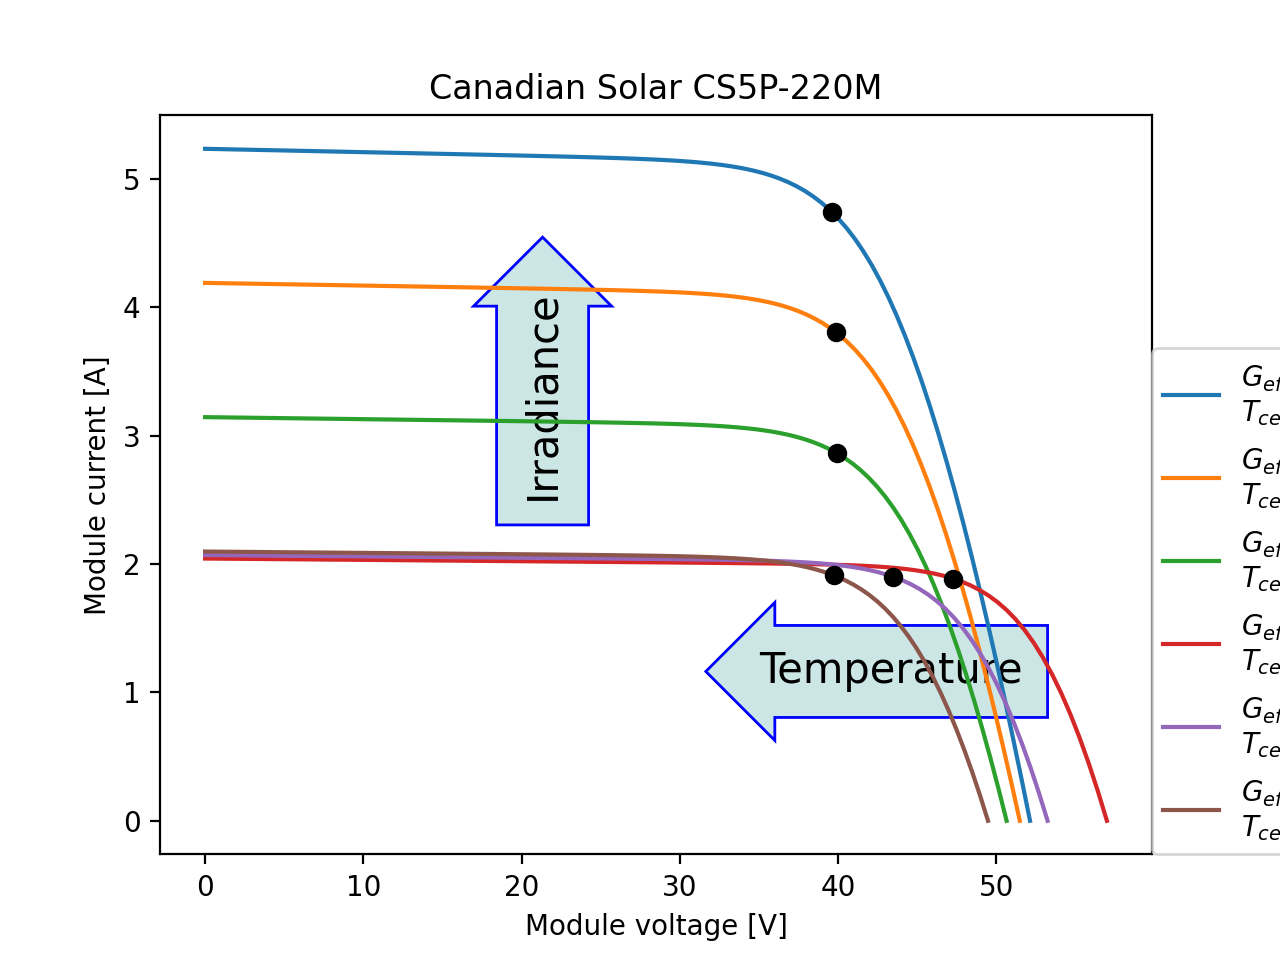 Canadian Solar CS5P-220M
Module current [A]
5
4
3
2
1
0
Irradiance
Temperature
0 10 20 30 40 50
Module voltage [V]